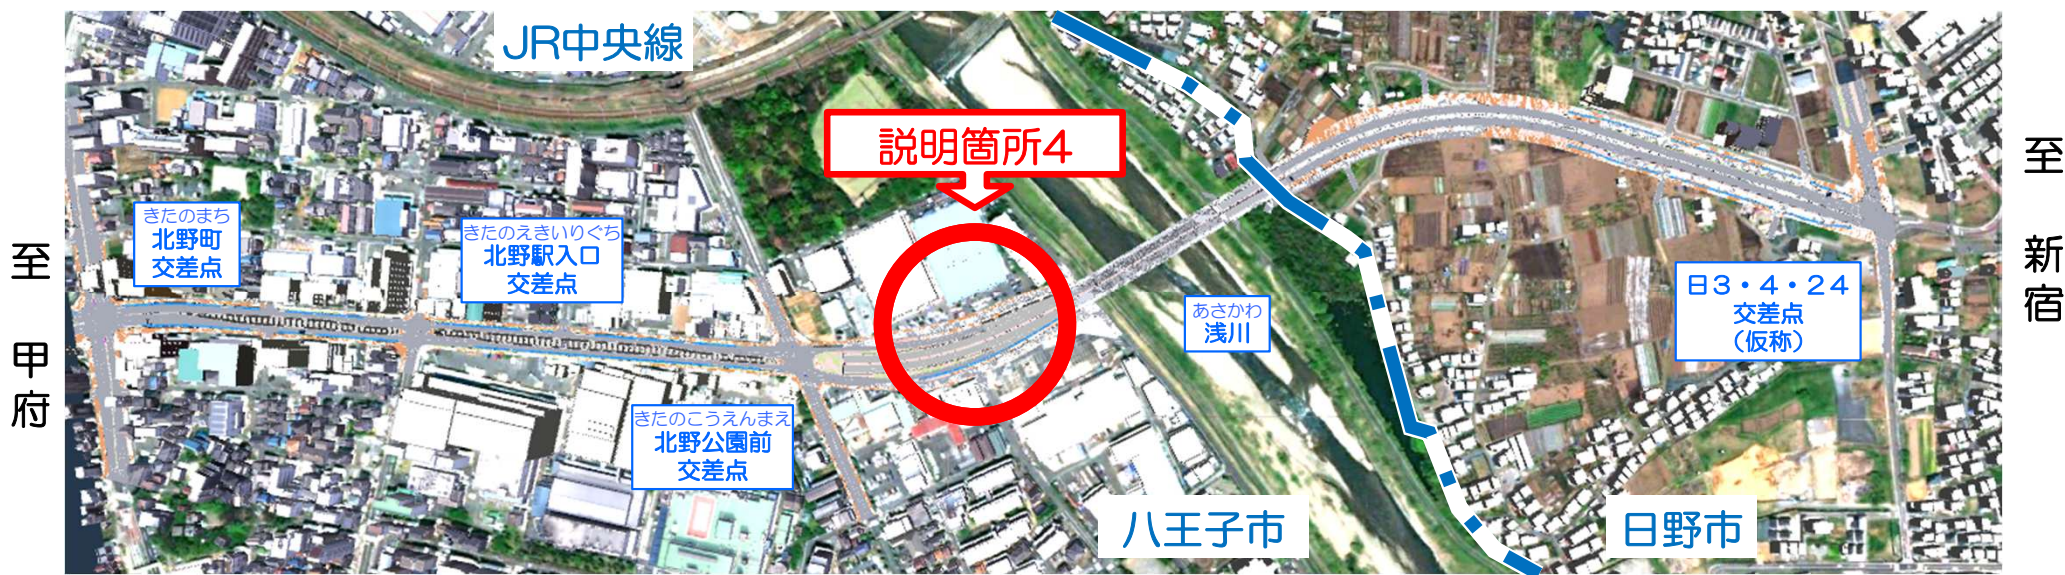 JR中央線
説明箇所4
至 甲府
至 新宿
きたのまち
北野町
交差点
きたのえきいりぐち
北野駅入口
交差点
きたのこうえんまえ
北野公園前
交差点
あさかわ
浅川
日3・4・24
交差点
(仮称)
八王子市
日野市